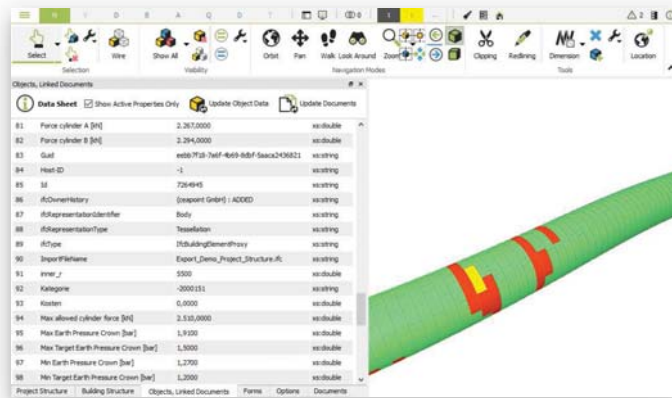 N Y D B A Q D T 0 1 2
Select Wire Show All Orbit Pan Walk Look Around Zoom Clipping Redlining Dimension Location
Selection Visibility Navigation Modes Tools
Objects, Linked Documents
Data Sheet Show Active Properties Only Update Object Data Update Documents
81 Force cylinder A [kN] 2.267,0000 xs:double
82 Force cylinder B [kN] 2.294,0000 xs:double
83 Guid xs:string
84 Host-ID -1 xs:string
85 Id 7264945 xs:string
86 ifcOwnerHistory (ceapoint GmbH) : ADDED xs:string
87 ifcRepresentationIdentifier Body xs:string
88 ifcRepresentationType Tessellation xs:string
89 ifcType IfcBuildingElementProxy xs:string
90 ImportFileName Export_Demo_Project_Structure.ifc xs:string
91 inner_r 5500 xs:double
92 Kategorie -2000151 xs:string
93 Kosten 0,0000 xs:double
94 Max allowed cylinder force [kN] 2.510,0000 xs:double
95 Max Earth Pressure Crown [bar] 1,9100 xs:double
96 Max Target Earth Pressure Crown [bar] 1,5000 xs:double
97 Min Earth Pressure Crown [bar] 1,2700 xs:double
98 Min Target Earth Pressure Crown [bar] 1,2000 xs:double
Project Structure Building Structure Objects, Linked Documents Forms Options Documents